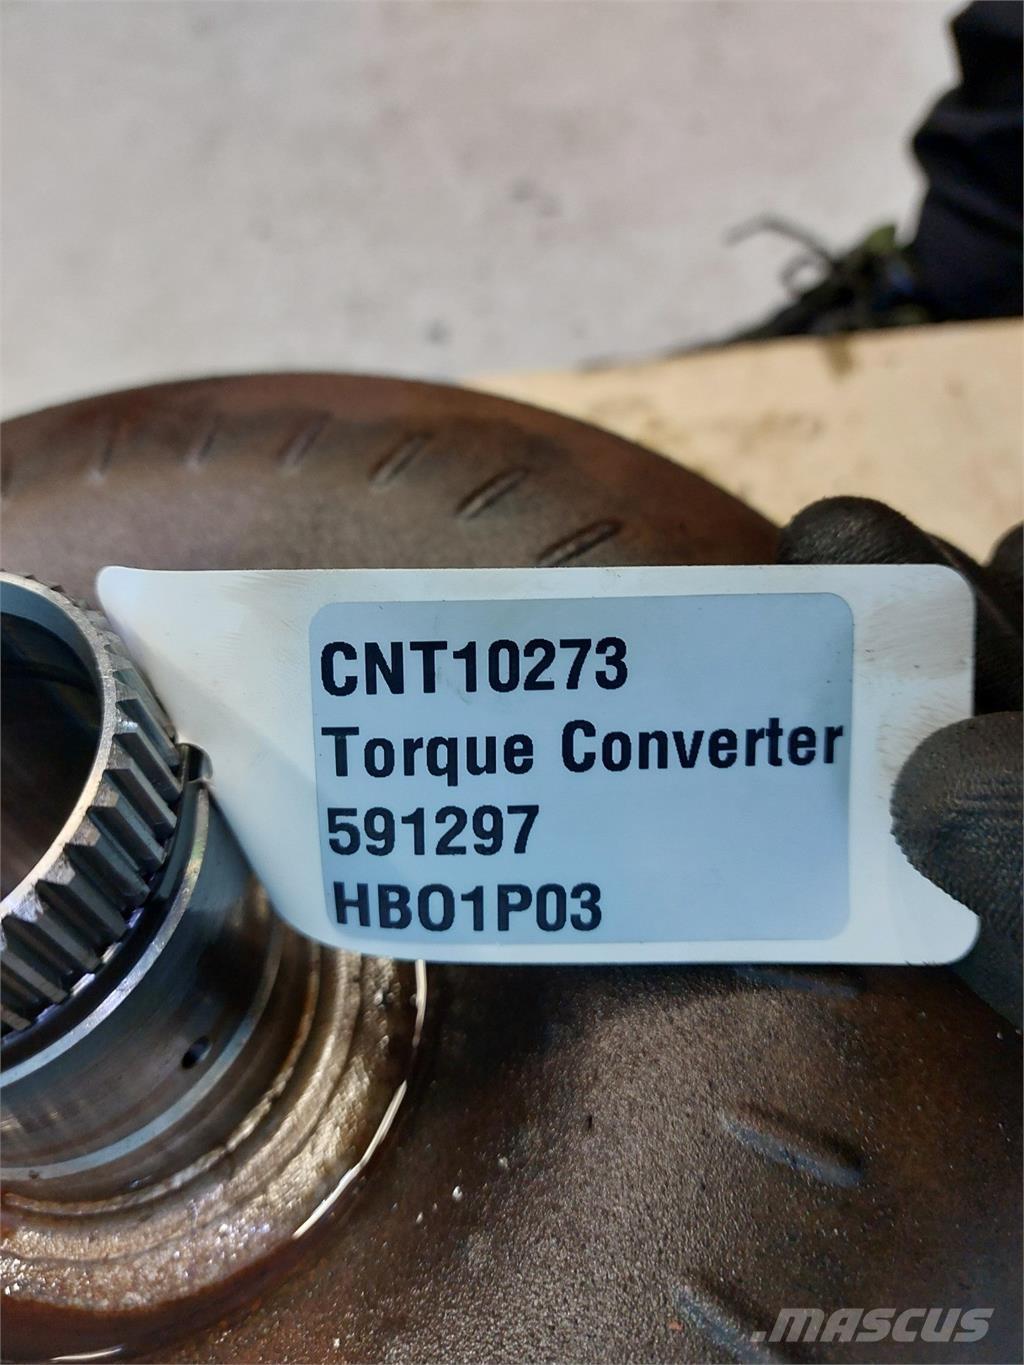 CNT10273
Torque Converter
591297
HBO1P03
.MASCUS